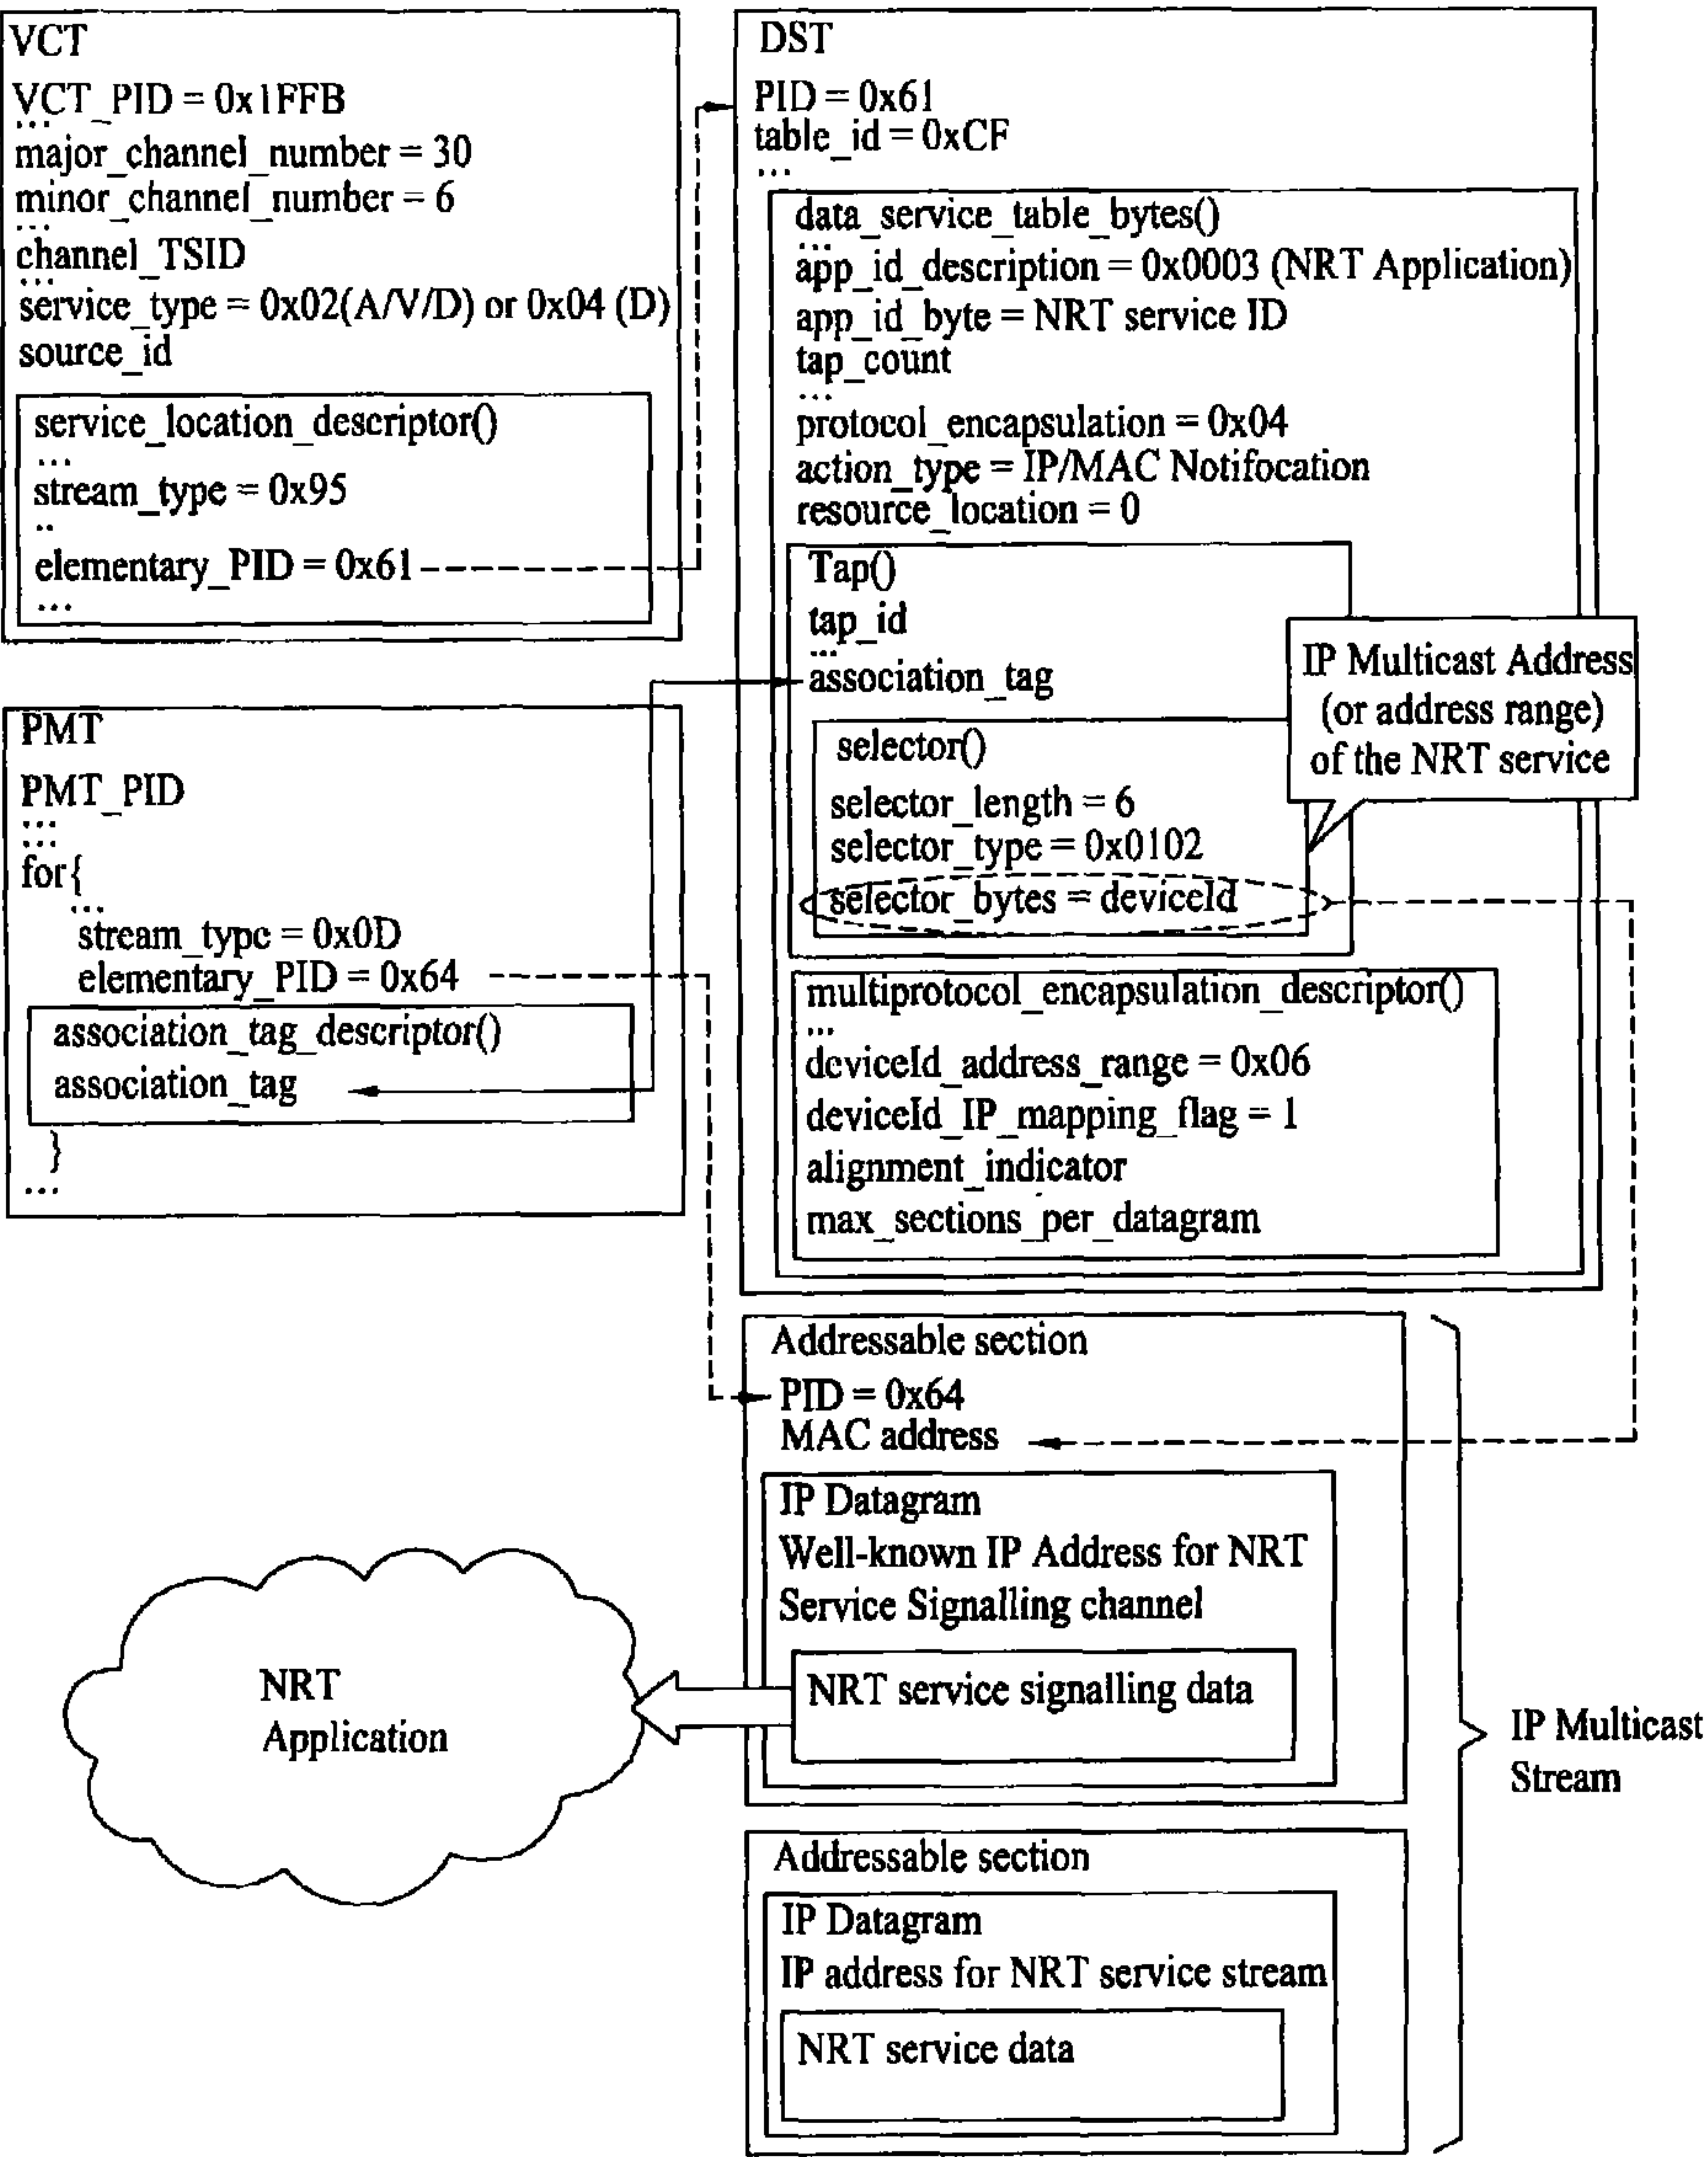 VCT
VCT_PID = 0x1FFB
...
major_channel_number = 30
minor_channel_number = 6
...
channel_TSID
...
service_type = 0x02(A/V/D) or 0x04 (D)
source_id
service_location_descriptor()
...
stream_type = 0x95
..
elementary_PID = 0x61
...
PMT
PMT_PID
...
...
for{
...
stream_type = 0x0D
elementary_PID = 0x64
association_tag_descriptor()
association_tag
}
...
DST
PID = 0x61
table_id = 0xCF
...
data_service_table_bytes()
...
app_id_description = 0x0003 (NRT Application)
app_id_byte = NRT service ID
tap_count
...
protocol_encapsulation = 0x04
action_type = IP/MAC Notifocation
resource_location = 0
Tap()
tap_id
...
association_tag
selector()
selector_length = 6
selector_type = 0x0102
selector_bytes = deviceId
IP Multicast Address
(or address range)
of the NRT service
multiprotocol_encapsulation_descriptor()
...
deviceId_address_range = 0x06
deviceId_IP_mapping_flag = 1
alignment_indicator
max_sections_per_datagram
Addressable section
PID = 0x64
MAC address
IP Datagram
Well-known IP Address for NRT
Service Signalling channel
NRT service signalling data
NRT
Application
IP Multicast
Stream
Addressable section
IP Datagram
IP address for NRT service stream
NRT service data